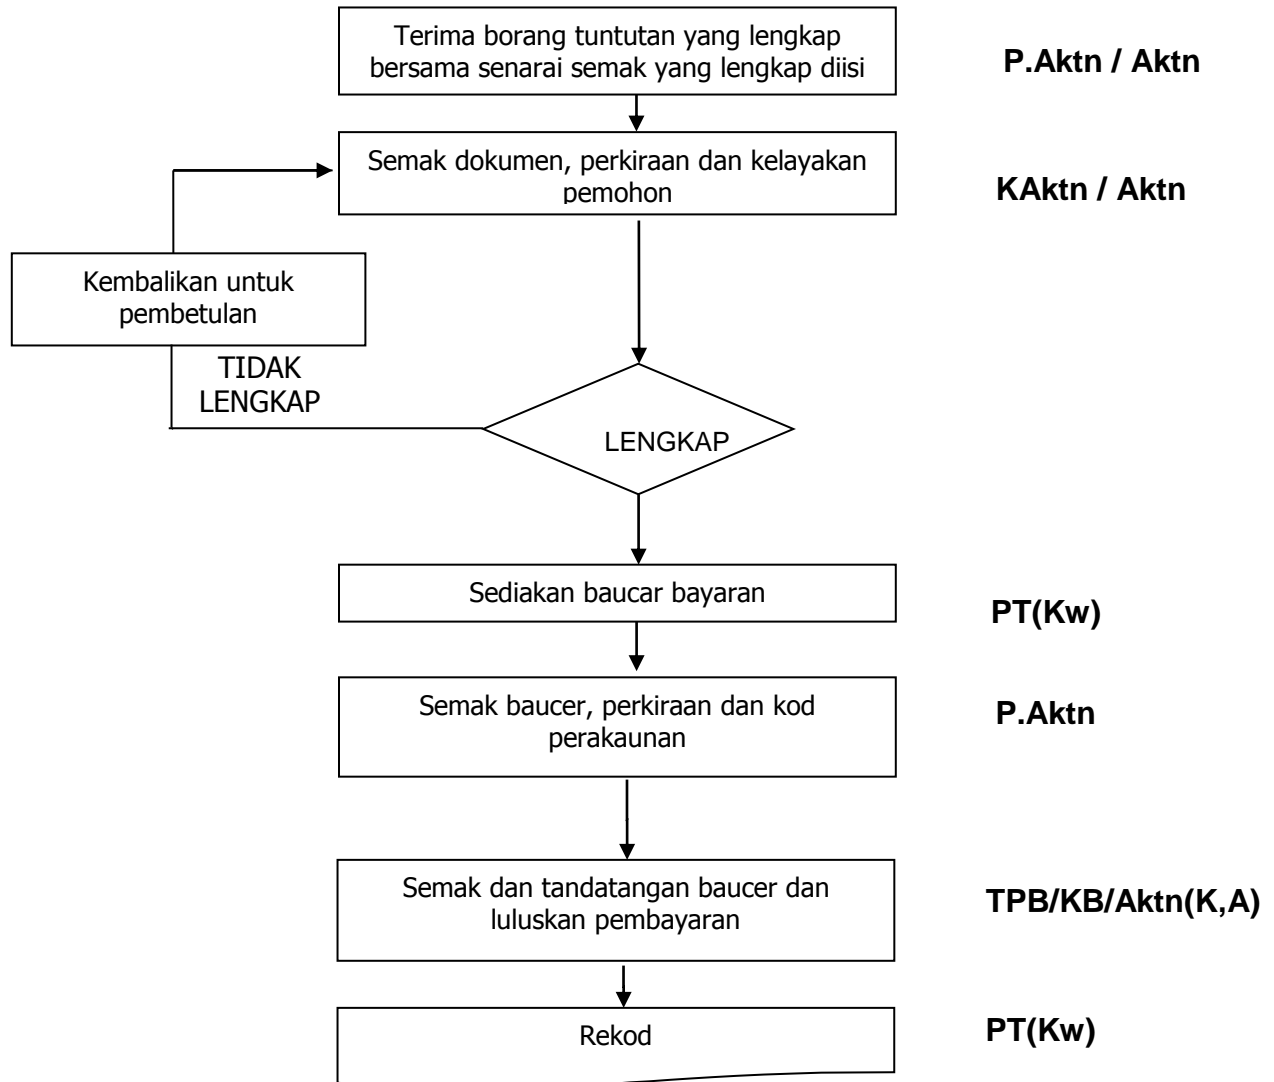 Terima borang tuntutan yang lengkap
bersama senarai semak yang lengkap diisi
P.Aktn / Aktn
Semak dokumen, perkiraan dan kelayakan
pemohon
KAktn / Aktn
Kembalikan untuk
pembetulan
TIDAK
LENGKAP
LENGKAP
Sediakan baucar bayaran
PT(Kw)
Semak baucer, perkiraan dan kod
perakaunan
P.Aktn
Semak dan tandatangan baucer dan
luluskan pembayaran
TPB/KB/Aktn(K,A)
Rekod
PT(Kw)